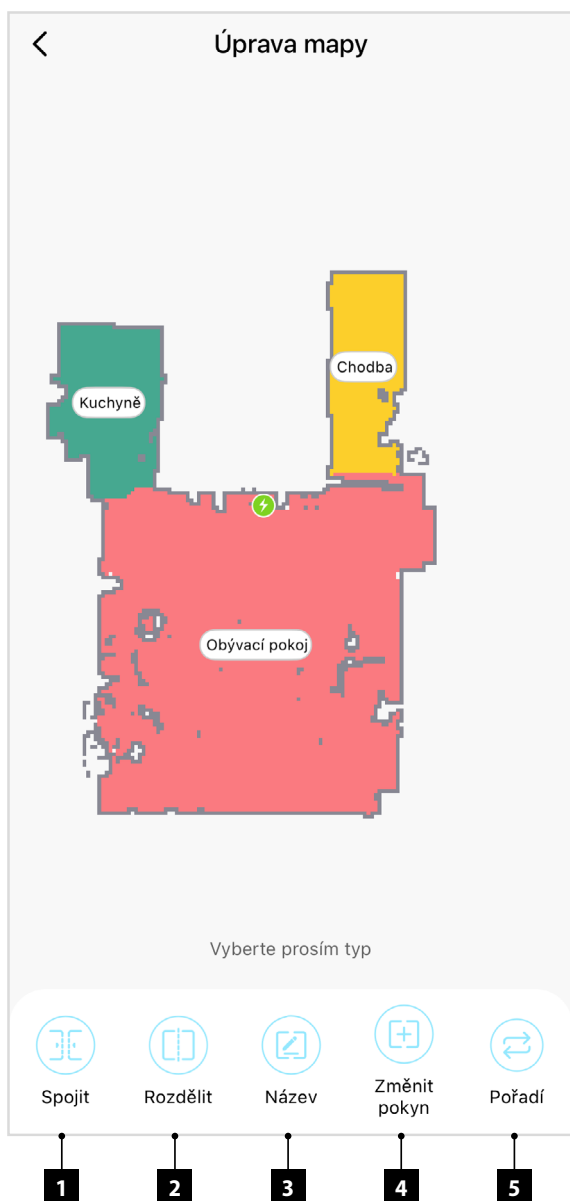 Úprava mapy
Chodba
Kuchyně
Obývací pokoj
Vyberte prosím typ
Spojit
Rozdělit
Název
Změnit
pokyn
Pořadí
1
2
3
4
5